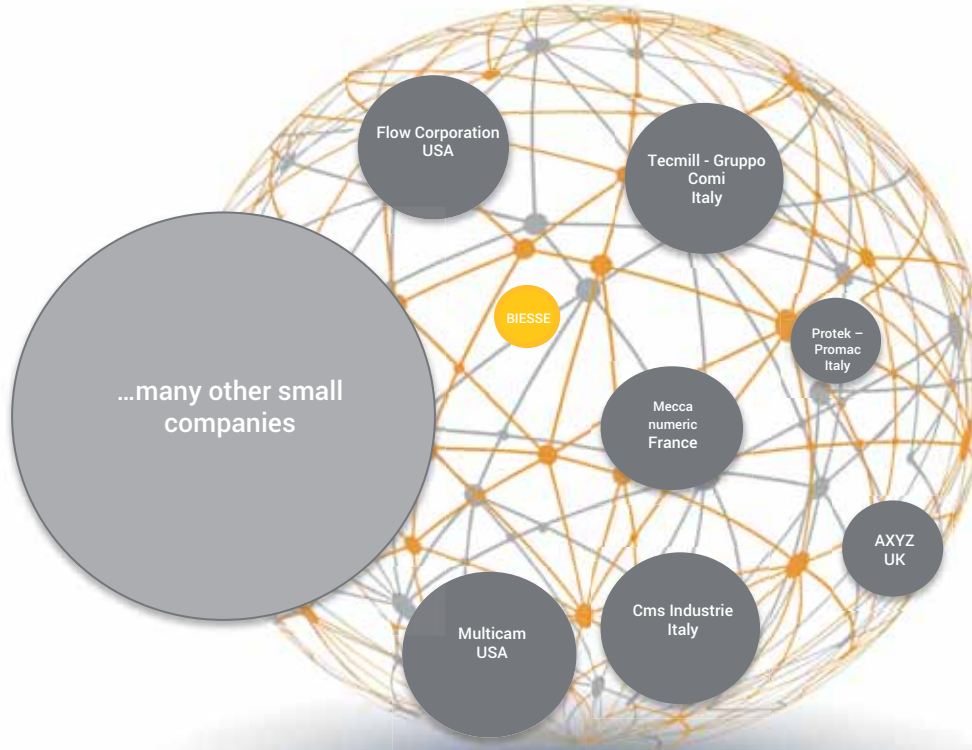 Flow Corporation
USA
Tecmill - Gruppo
Comi
Italy
BIESSE
Protek –
Promac
Italy
...many other small
companies
Mecca
numeric
France
AXYZ
UK
Multicam
USA
Cms Industrie
Italy